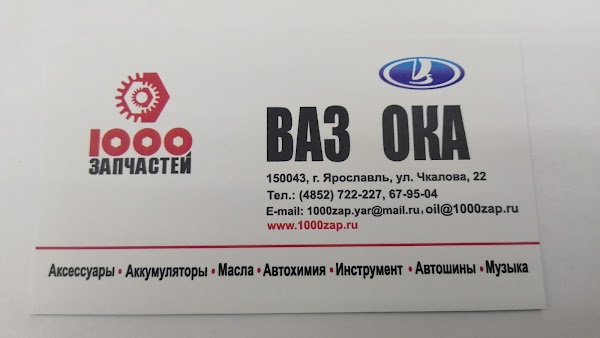 1000
ЗАПЧАСТЕЙ
ВАЗ ОКА
150043, г. Ярославль, ул. Чкалова, 22
Тел.: (4852) 722-227, 67-95-04
E-mail: 1000zap.yar@mail.ru, oil@1000zap.ru
www.1000zap.ru
Аксессуары • Аккумуляторы • Масла • Автохимия • Инструмент • Автошины • Музыка